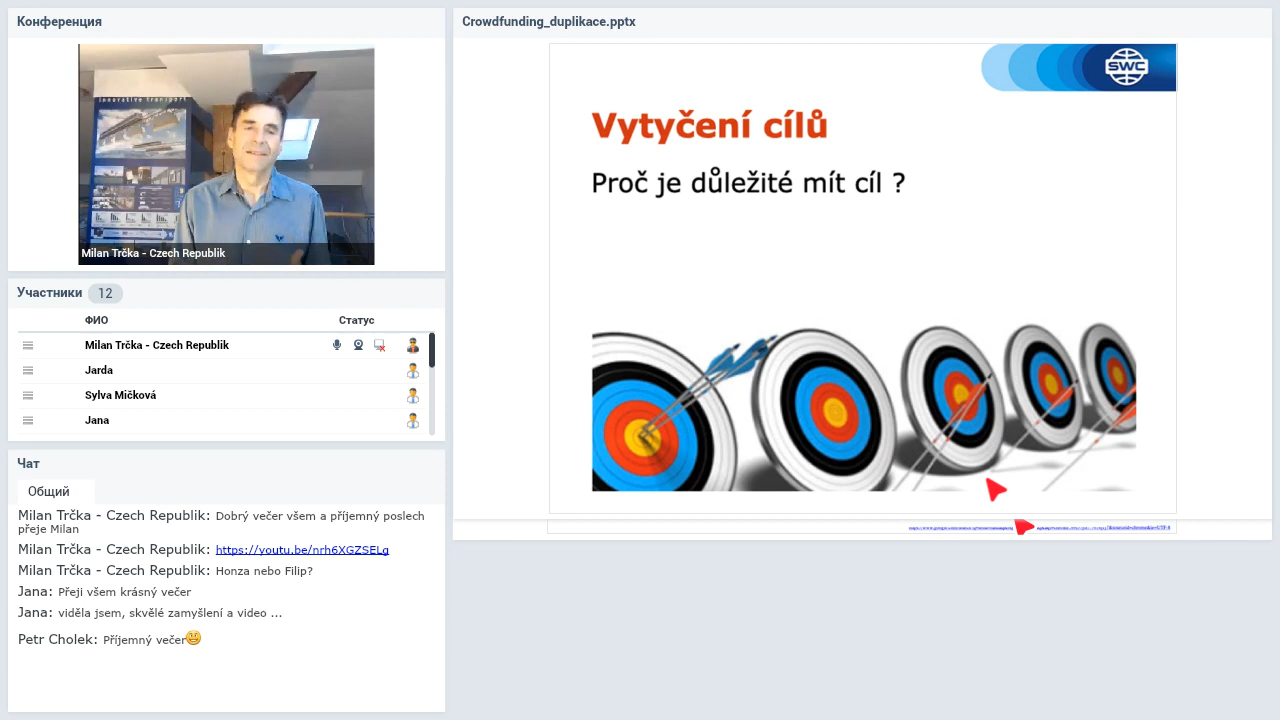 Конференция
innovative transport
Milan Trčka - Czech Republik
Участники 12
ФИО Статус
Milan Trčka - Czech Republik
Jarda
Sylva Mičková
Jana
Чат
Общий
Milan Trčka - Czech Republik: Dobrý večer všem a příjemný poslech
přeje Milan
Milan Trčka - Czech Republik: https://youtu.be/nrh6XGZSELg
Milan Trčka - Czech Republik: Honza nebo Filip?
Jana: Přeji všem krásný večer
Jana: viděla jsem, skvělé zamyšlení a video ...
Petr Cholek: Příjemný večer
Crowdfunding_duplikace.pptx
SWC
Vytyčení cílů
Proč je důležité mít cíl ?